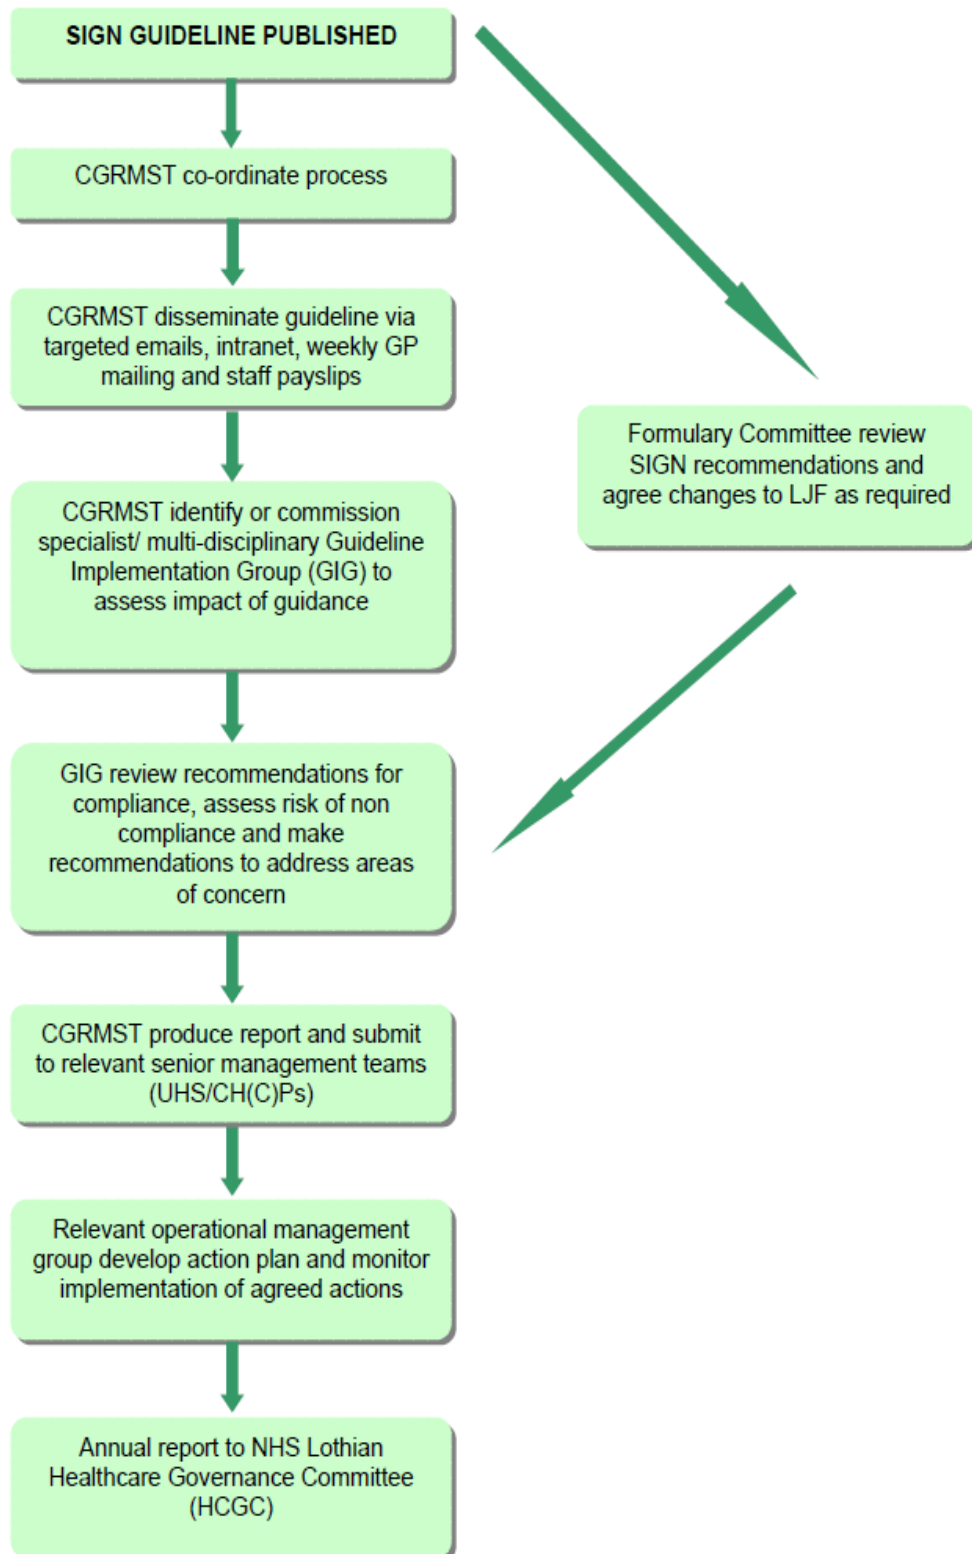 SIGN GUIDELINE PUBLISHED
CGRMST co-ordinate process
CGRMST disseminate guideline via
targeted emails, intranet, weekly GP
mailing and staff payslips
Formulary Committee review
SIGN recommendations and
agree changes to LJF as required
CGRMST identify or commission
specialist/ multi-disciplinary Guideline
Implementation Group (GIG) to
assess impact of guidance
GIG review recommendations for
compliance, assess risk of non
compliance and make
recommendations to address areas
of concern
CGRMST produce report and submit
to relevant senior management teams
(UHS/CH(C)Ps)
Relevant operational management
group develop action plan and monitor
implementation of agreed actions
Annual report to NHS Lothian
Healthcare Governance Committee
(HCGC)